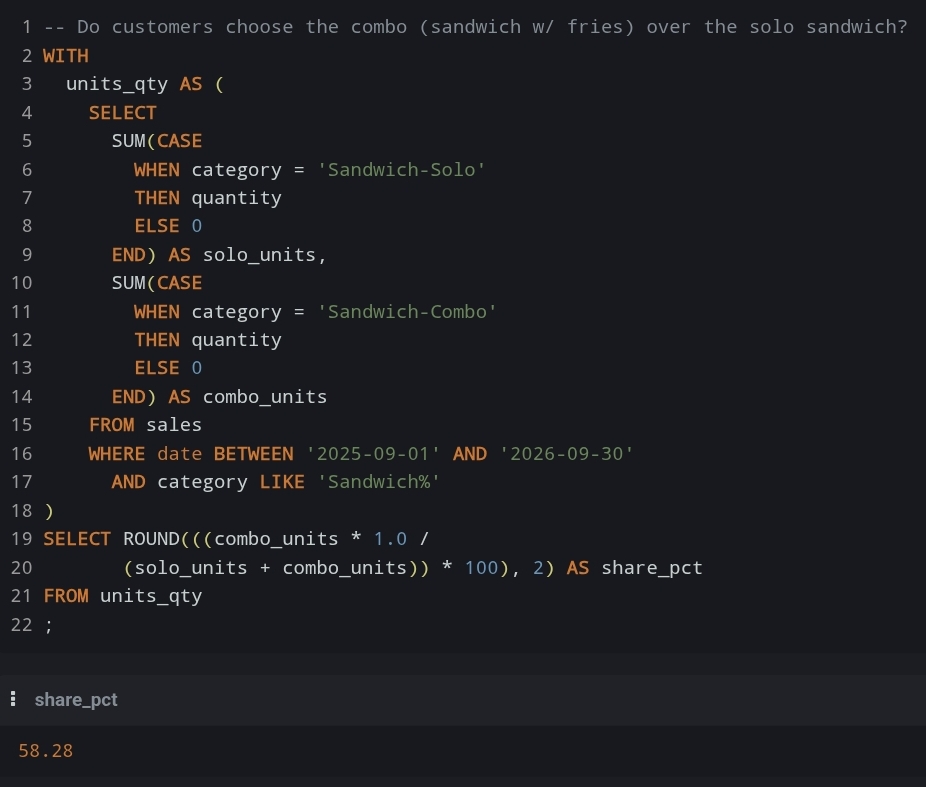 1 -- Do customers choose the combo (sandwich w/ fries) over the solo sandwich?
2 WITH
3   units_qty AS (
4     SELECT
5       SUM(CASE
6         WHEN category = 'Sandwich-Solo'
7         THEN quantity
8         ELSE 0
9       END) AS solo_units,
10       SUM(CASE
11         WHEN category = 'Sandwich-Combo'
12         THEN quantity
13         ELSE 0
14       END) AS combo_units
15     FROM sales
16     WHERE date BETWEEN '2025-09-01' AND '2026-09-30'
17       AND category LIKE 'Sandwich%'
18 )
19 SELECT ROUND(((combo_units * 1.0 /
20        (solo_units + combo_units)) * 100), 2) AS share_pct
21 FROM units_qty
22 ;
share_pct
58.28